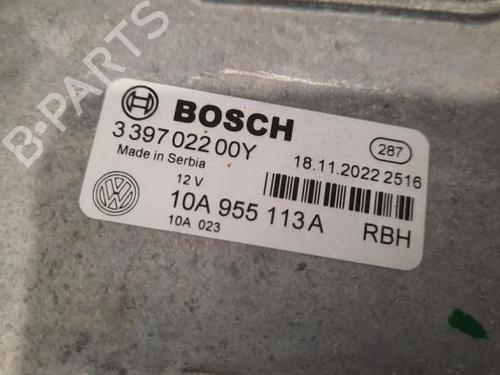 B-PARTS
BOSCH
3 397 022 00Y
Made in Serbia
18.11.2022 2516
287
12 V
10A 955 113 A
10A 023
RBH